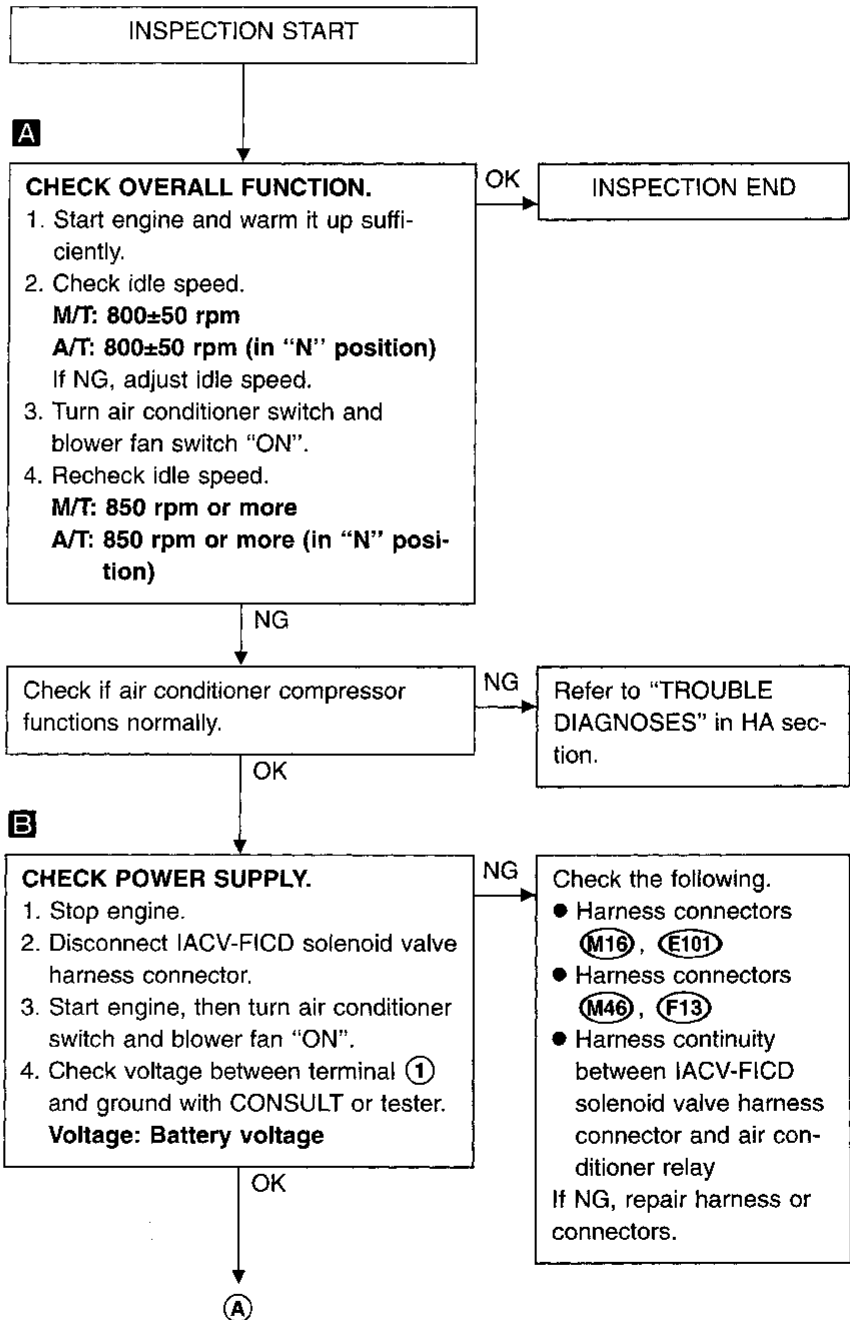 INSPECTION START
A
CHECK OVERALL FUNCTION.
1. Start engine and warm it up suffi-
ciently.
2. Check idle speed.
M/T: 800±50 rpm
A/T: 800±50 rpm (in “N” position)
If NG, adjust idle speed.
3. Turn air conditioner switch and
blower fan switch “ON”.
4. Recheck idle speed.
M/T: 850 rpm or more
A/T: 850 rpm or more (in “N” posi-
tion)
OK
INSPECTION END
NG
Check if air conditioner compressor
functions normally.
NG
Refer to “TROUBLE
DIAGNOSES” in HA sec-
tion.
OK
B
CHECK POWER SUPPLY.
1. Stop engine.
2. Disconnect IACV-FICD solenoid valve
harness connector.
3. Start engine, then turn air conditioner
switch and blower fan “ON”.
4. Check voltage between terminal ①
and ground with CONSULT or tester.
Voltage: Battery voltage
NG
Check the following.
● Harness connectors
M16, E101
● Harness connectors
M46, F13
● Harness continuity
between IACV-FICD
solenoid valve harness
connector and air con-
ditioner relay
If NG, repair harness or
connectors.
OK
Ⓐ